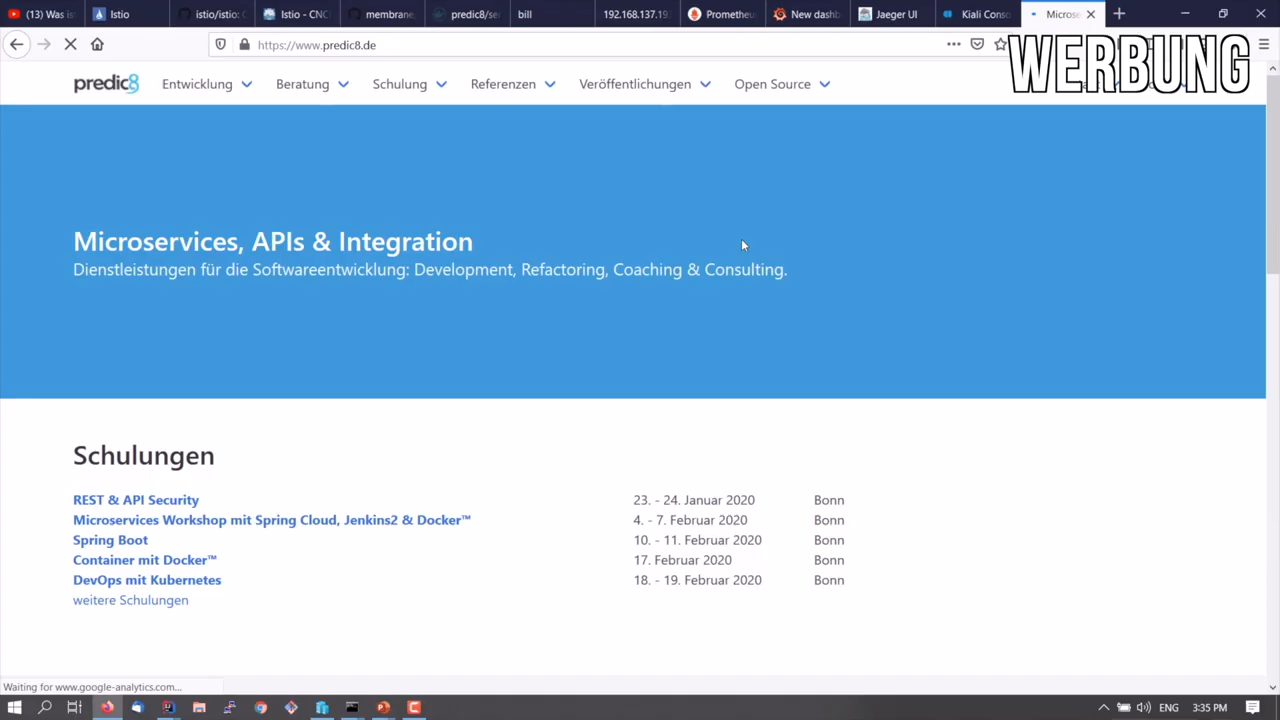 (13) Was is
Istio
istio/istio: C
Istio - CNC
membrane
predic8/ser
bill
192.168.137.19
Prometheu
New dashb
Jaeger UI
Kiali Conso
Microse
https://www.predic8.de
WERBUNG
predic8
Entwicklung
Beratung
Schulung
Referenzen
Veröffentlichungen
Open Source
Microservices, APIs & Integration
Dienstleistungen für die Softwareentwicklung: Development, Refactoring, Coaching & Consulting.
Schulungen
REST & API Security 23. - 24. Januar 2020 Bonn
Microservices Workshop mit Spring Cloud, Jenkins2 & Docker™ 4. - 7. Februar 2020 Bonn
Spring Boot 10. - 11. Februar 2020 Bonn
Container mit Docker™ 17. Februar 2020 Bonn
DevOps mit Kubernetes 18. - 19. Februar 2020 Bonn
weitere Schulungen
Waiting for www.google-analytics.com...
ENG
3:35 PM